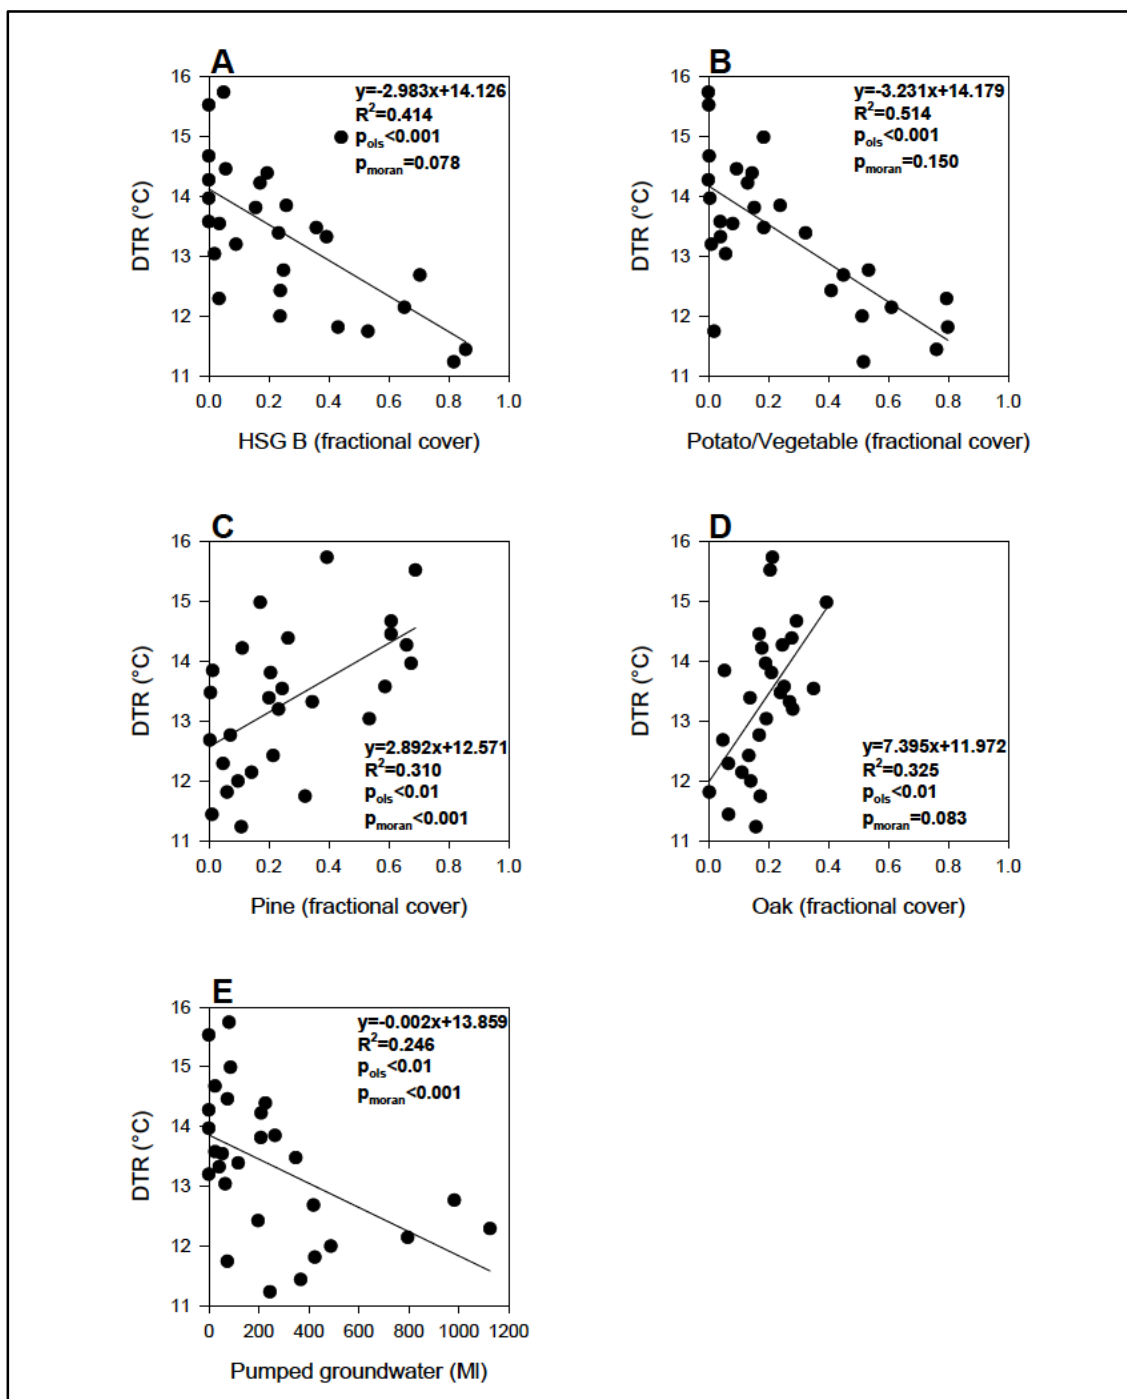 A
16
15
14
13
12
11
DTR (°C)
0.0 0.2 0.4 0.6 0.8 1.0
HSG B (fractional cover)
y=-2.983x+14.126
R²=0.414
pols<0.001
pmoran=0.078
B
16
15
14
13
12
11
DTR (°C)
0.0 0.2 0.4 0.6 0.8 1.0
Potato/Vegetable (fractional cover)
y=-3.231x+14.179
R²=0.514
pols<0.001
pmoran=0.150
C
16
15
14
13
12
11
DTR (°C)
0.0 0.2 0.4 0.6 0.8 1.0
Pine (fractional cover)
y=2.892x+12.571
R²=0.310
pols<0.01
pmoran<0.001
D
16
15
14
13
12
11
DTR (°C)
0.0 0.2 0.4 0.6 0.8 1.0
Oak (fractional cover)
y=7.395x+11.972
R²=0.325
pols<0.01
pmoran=0.083
E
16
15
14
13
12
11
DTR (°C)
0 200 400 600 800 1000 1200
Pumped groundwater (Ml)
y=-0.002x+13.859
R²=0.246
pols<0.01
pmoran<0.001